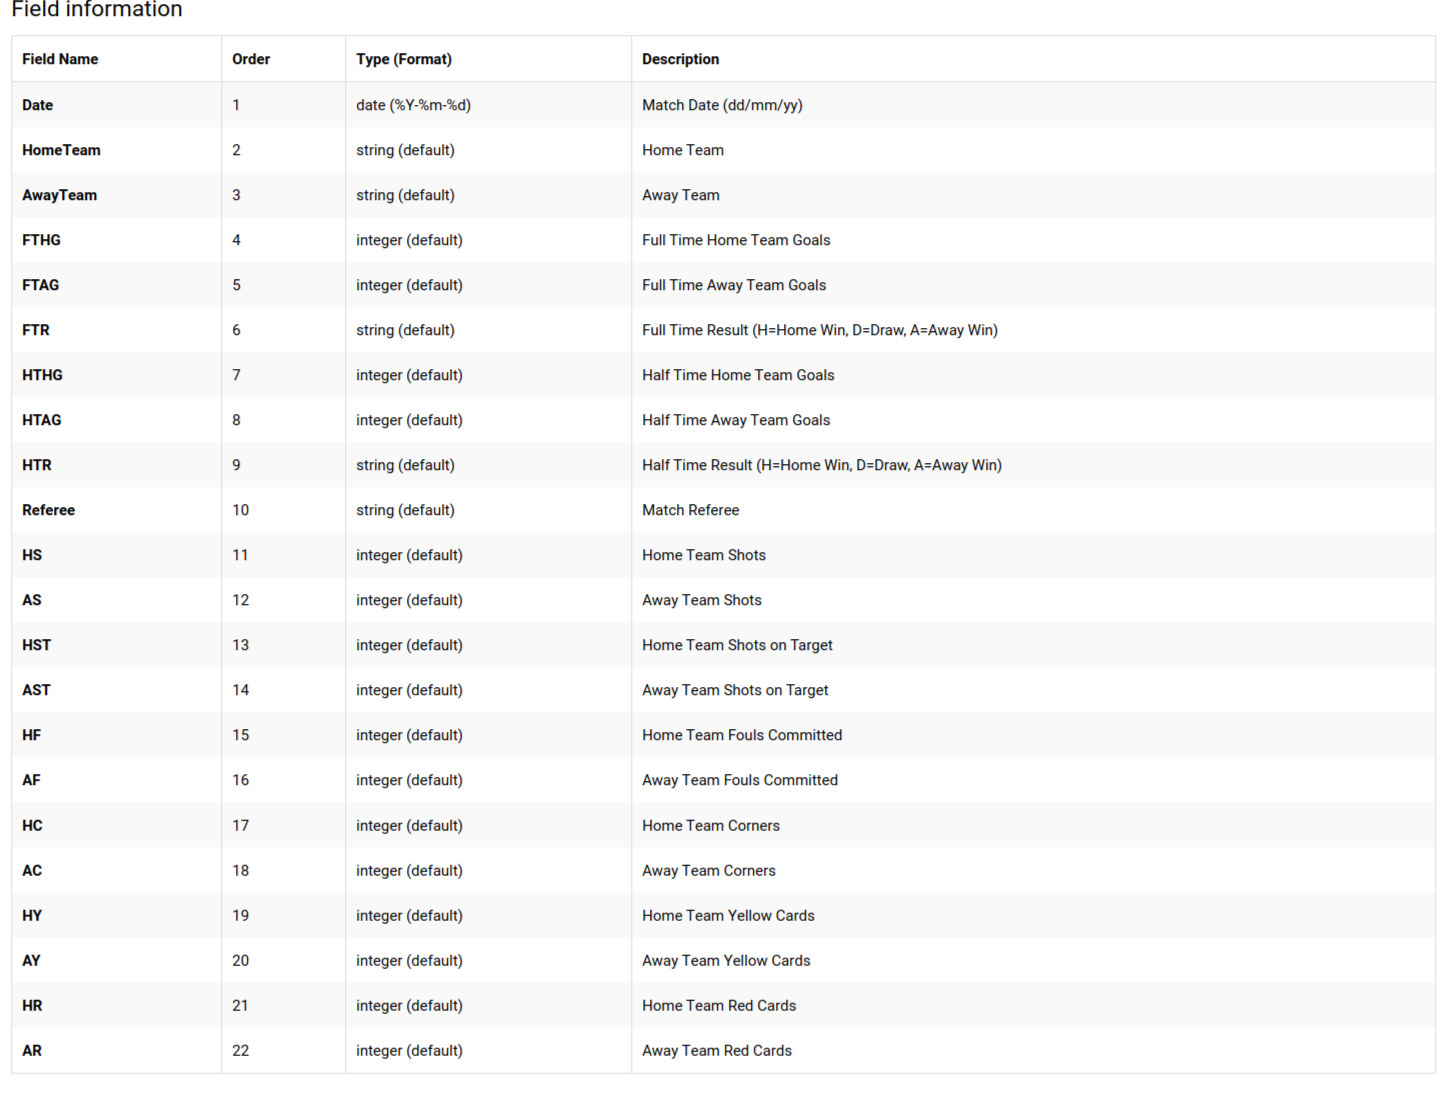 Field information
Field Name Order Type (Format) Description
Date 1 date (%Y-%m-%d) Match Date (dd/mm/yy)
HomeTeam 2 string (default) Home Team
AwayTeam 3 string (default) Away Team
FTHG 4 integer (default) Full Time Home Team Goals
FTAG 5 integer (default) Full Time Away Team Goals
FTR 6 string (default) Full Time Result (H=Home Win, D=Draw, A=Away Win)
HTHG 7 integer (default) Half Time Home Team Goals
HTAG 8 integer (default) Half Time Away Team Goals
HTR 9 string (default) Half Time Result (H=Home Win, D=Draw, A=Away Win)
Referee 10 string (default) Match Referee
HS 11 integer (default) Home Team Shots
AS 12 integer (default) Away Team Shots
HST 13 integer (default) Home Team Shots on Target
AST 14 integer (default) Away Team Shots on Target
HF 15 integer (default) Home Team Fouls Committed
AF 16 integer (default) Away Team Fouls Committed
HC 17 integer (default) Home Team Corners
AC 18 integer (default) Away Team Corners
HY 19 integer (default) Home Team Yellow Cards
AY 20 integer (default) Away Team Yellow Cards
HR 21 integer (default) Home Team Red Cards
AR 22 integer (default) Away Team Red Cards